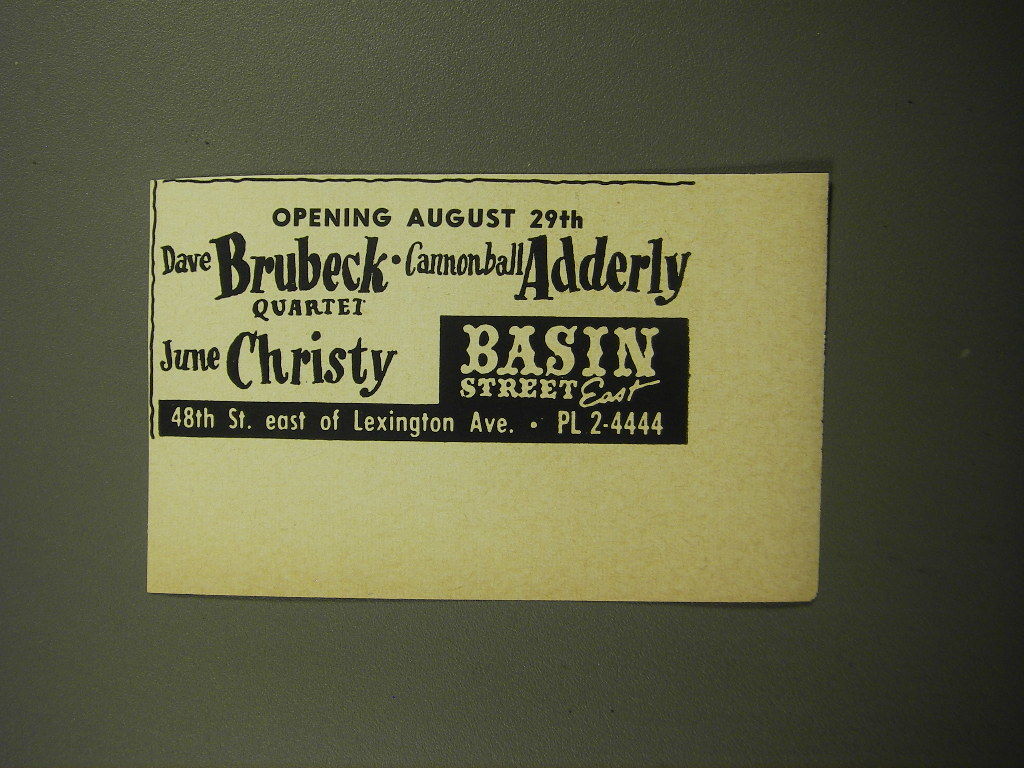 OPENING AUGUST 29th
Dave Brubeck • Cannonball Adderly
QUARTET
June Christy
BASIN
STREET East
48th St. east of Lexington Ave. • PL 2-4444